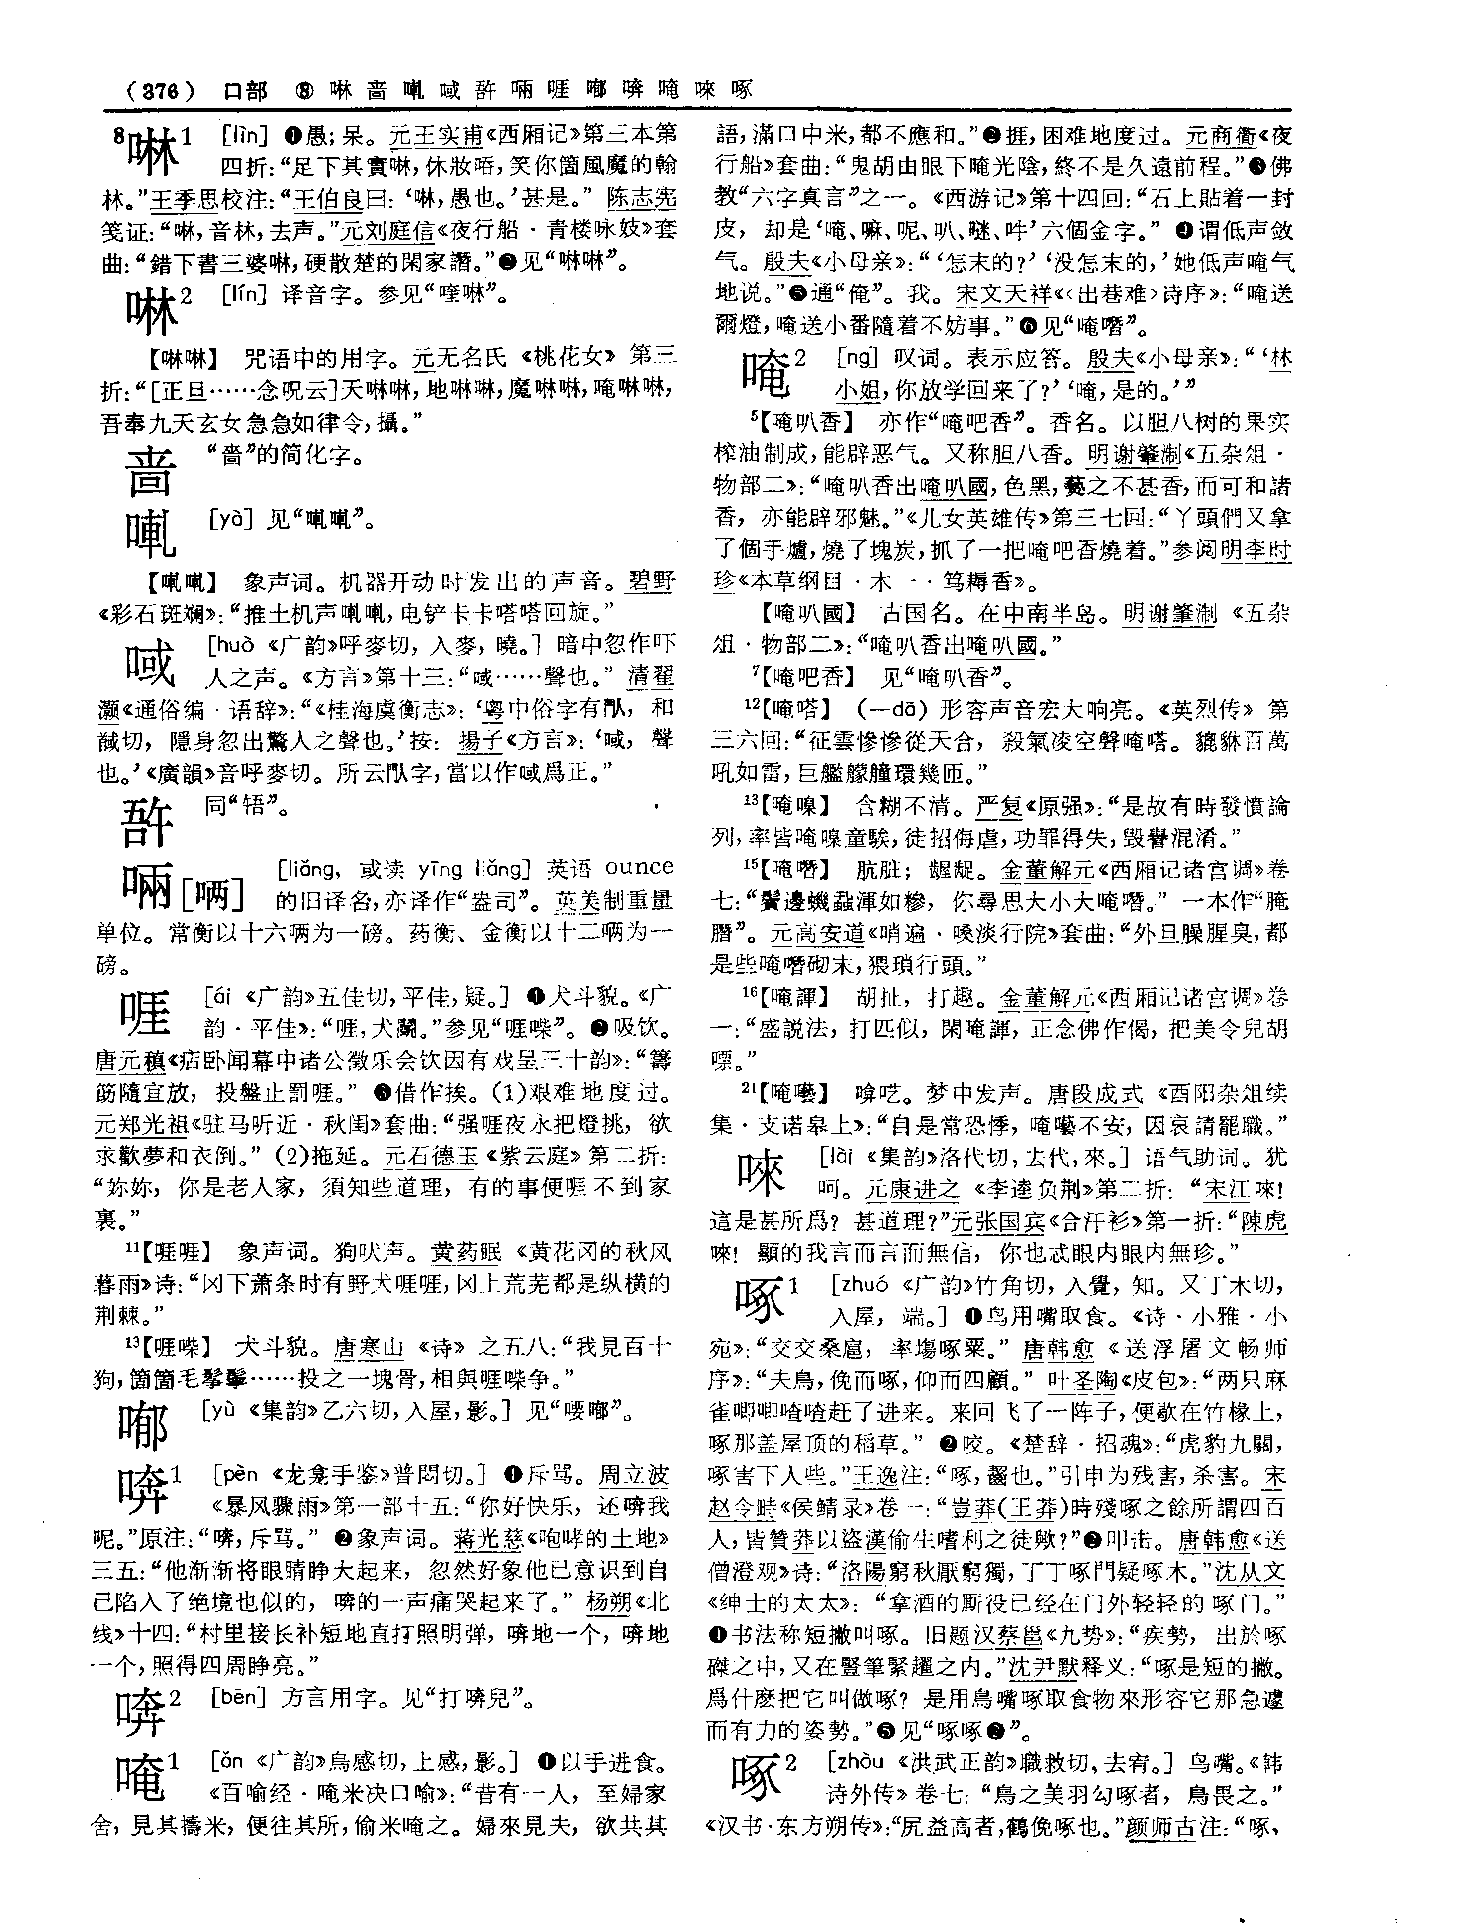 (376) 口部 ⑧ 啉啬㖆㖪啎啢啀喐喯唵唻啄
8啉1 [lìn] ❶愚;呆。元王实甫《西厢记》第三本第
四折:“足下其實啉,休妝𠳹,笑你箇風魔的翰
林。”王季思校注:“王伯良曰:‘啉,愚也。’甚是。” 陈志宪
笺证:“啉,音林,去声。”元刘庭信《夜行船·青楼咏妓》套
曲:“錯下書三婆啉,硬散楚的閑家譖。”❷见“啉啉”。
啉2 [lín] 译音字。参见“㗌啉”。
【啉啉】 咒语中的用字。元无名氏《桃花女》第三
折:“[正旦……念呪云]天啉啉,地啉啉,魔啉啉,唵啉啉,
吾奉九天玄女急急如律令,攝。”
啬 “嗇”的简化字。
[yà] 见“”。
【】 象声词。机器开动时发出的声音。碧野
《彩石斑斓》:“推土机声,电铲卡卡嗒嗒回旋。”
㖪 [huò 《广韵》呼麥切,入麥,曉。] 暗中忽作吓
人之声。《方言》第十三:“㖪……聲也。” 清翟
灏《通俗编·语辞》:“《桂海虞衡志》:‘粤中俗字有𨳊,和
馘切,隱身忽出驚人之聲也。’按:揚子《方言》:‘㖪,聲
也。’《廣韻》音呼麥切。所云𨳊字,當以作㖪爲正。”
啎 同“牾”。
啢[唡] [liǎng, 或读 yīng liǎng] 英语 ounce
的旧译名,亦译作“盎司”。英美制重量
单位。常衡以十六唡为一磅。药衡、金衡以十二唡为一
磅。
啀 [ái 《广韵》五佳切,平佳,疑。] ❶犬斗貌。《广
韵·平佳》:“啀,犬鬭。”参见“啀喍”。❷吸饮。
唐元稹《痁卧闻幕中诸公徵乐会饮因有戏呈三十韵》:“籌
筯隨宜放,投盤止罰啀。” ❸借作挨。(1)艰难地度过。
元郑光祖《驻马听近·秋闺》套曲:“强啀夜永把燈挑,欲
求歡夢和衣倒。” (2)拖延。元石德玉《紫云庭》第二折:
“妳妳,你是老人家,須知些道理,有的事便啀不到家
裏。”
11【啀啀】 象声词。狗吠声。黄药眠《黄花冈的秋风
暮雨》诗:“冈下萧条时有野犬啀啀,冈上荒芜都是纵横的
荆棘。”
13【啀喍】 犬斗貌。唐寒山《诗》之五八:“我見百十
狗,箇箇毛鬇鬡……投之一塊骨,相與啀喍争。”
喐 [yù 《集韵》乙六切,入屋,影。] 见“喓喐”。
喯1 [pèn 《龙龛手鉴》普悶切。] ❶斥骂。周立波
《暴风骤雨》第一部十五:“你好快乐,还喯我
呢。”原注:“喯,斥骂。” ❷象声词。蒋光慈《咆哮的土地》
三五:“他渐渐将眼睛睁大起来,忽然好象他已意识到自
己陷入了绝境也似的,喯的一声痛哭起来了。” 杨朔《北
线》十四:“村里接长补短地直打照明弹,喯地一个,喯地
一个,照得四周睁亮。”
喯2 [bēn] 方言用字。见“打喯兒”。
唵1 [ǎn 《广韵》烏感切,上感,影。] ❶以手进食。
《百喻经·唵米决口喻》:“昔有一人,至婦家
舍,見其擣米,便往其所,偷米唵之。婦來見夫,欲共其
語,滿口中米,都不應和。”❷捱,困难地度过。元商衟《夜
行船》套曲:“鬼胡由眼下唵光陰,終不是久遠前程。”❸佛
教“六字真言”之一。《西游记》第十四回:“石上貼着一封
皮,却是‘唵、嘛、呢、叭、𠺗、吽’六個金字。” ❹谓低声敛
气。殷夫《小母亲》:“‘怎末的?’‘没怎末的,’她低声唵气
地说。”❺通“俺”。我。宋文天祥《〈出巷难〉诗序》:“唵送
爾燈,唵送小番隨着不妨事。”❻见“唵噆”。
唵2 [ng] 叹词。表示应答。殷夫《小母亲》:“‘林
小姐,你放学回来了?’‘唵,是的。’”
5【唵叭香】 亦作“唵吧香”。香名。以胆八树的果实
榨油制成,能辟恶气。又称胆八香。明谢肇淛《五杂俎·
物部二》:“唵叭香出唵叭國,色黑,爇之不甚香,而可和諸
香,亦能辟邪魅。”《儿女英雄传》第三七回:“丫頭們又拿
了個手爐,燒了塊炭,抓了一把唵吧香燒着。”参阅明李时
珍《本草纲目·木一·笃耨香》。
【唵叭國】 古国名。在中南半岛。明谢肇淛《五杂
俎·物部二》:“唵叭香出唵叭國。”
7【唵吧香】 见“唵叭香”。
12【唵嗒】 (—dā) 形容声音宏大响亮。《英烈传》第
三六回:“征雲慘慘從天合,殺氣凌空聲唵嗒。貔貅百萬
吼如雷,巨艦艨艟環幾匝。”
13【唵嗅】 含糊不清。严复《原强》:“是故有時發憤論
列,率皆唵嗅童騃,徒招侮虐,功罪得失,毁譽混淆。”
15【唵噆】 肮脏;龌龊。金董解元《西厢记诸宫调》卷
七:“鬢邊蟣蝨渾如糝,你尋思大小大唵噆。” 一本作“腌
臢”。元高安道《哨遍·嗓淡行院》套曲:“外旦臊腥臭,都
是些唵噆砌末,猥瑣行頭。”
16【唵諢】 胡扯,打趣。金董解元《西厢记诸宫调》卷
一:“盛説法,打匹似,閑唵諢,正念佛作偈,把美令兒胡
嘌。”
21【唵囈】 唵呓。梦中发声。唐段成式《酉阳杂俎续
集·支诺皋上》:“自是常恐悸,唵囈不安,因哀請罷職。”
唻 [lài 《集韵》洛代切,去代,來。] 语气助词。犹
呵。元康进之《李逵负荆》第二折: “宋江唻!
這是甚所爲?甚道理?”元张国宾《合汗衫》第一折:“陳虎
唻! 顯的我言而言而無信,你也忒眼内眼内無珍。”
啄1 [zhuó 《广韵》竹角切,入覺,知。又丁木切,
入屋,端。] ❶鸟用嘴取食。《诗·小雅·小
宛》:“交交桑扈,率場啄粟。” 唐韩愈《送浮屠文畅师
序》:“夫鳥,俛而啄,仰而四顧。” 叶圣陶《皮包》:“两只麻
雀唧唧喳喳赶了进来。来回飞了一阵子,便歇在竹椽上,
啄那盖屋顶的稻草。” ❷咬。《楚辞·招魂》:“虎豹九關,
啄害下人些。”王逸注:“啄,齧也。”引申为残害,杀害。宋
赵令畤《侯鲭录》卷一:“豈莽(王莽)時殘啄之餘所謂四百
人,皆贊莽以盜漢偷生嗜利之徒歟?”❸叩击。唐韩愈《送
僧澄观》诗:“洛陽窮秋厭窮獨,丁丁啄門疑啄木。”沈从文
《绅士的太太》: “拿酒的厮役已经在门外轻轻的啄门。”
❹书法称短撇叫啄。旧题汉蔡邕《九势》:“疾勢,出於啄
磔之中,又在豎筆緊趯之内。”沈尹默释义:“啄是短的撇。
爲什麽把它叫做啄?是用鳥嘴啄取食物來形容它那急遽
而有力的姿勢。”❺见“啄啄❷”。
啄2 [zhòu 《洪武正韵》職救切,去宥。] 鸟嘴。《韩
诗外传》卷七:“鳥之美羽勾啄者,鳥畏之。”
《汉书·东方朔传》:“尻益高者,鶴俛啄也。”颜师古注:“啄,